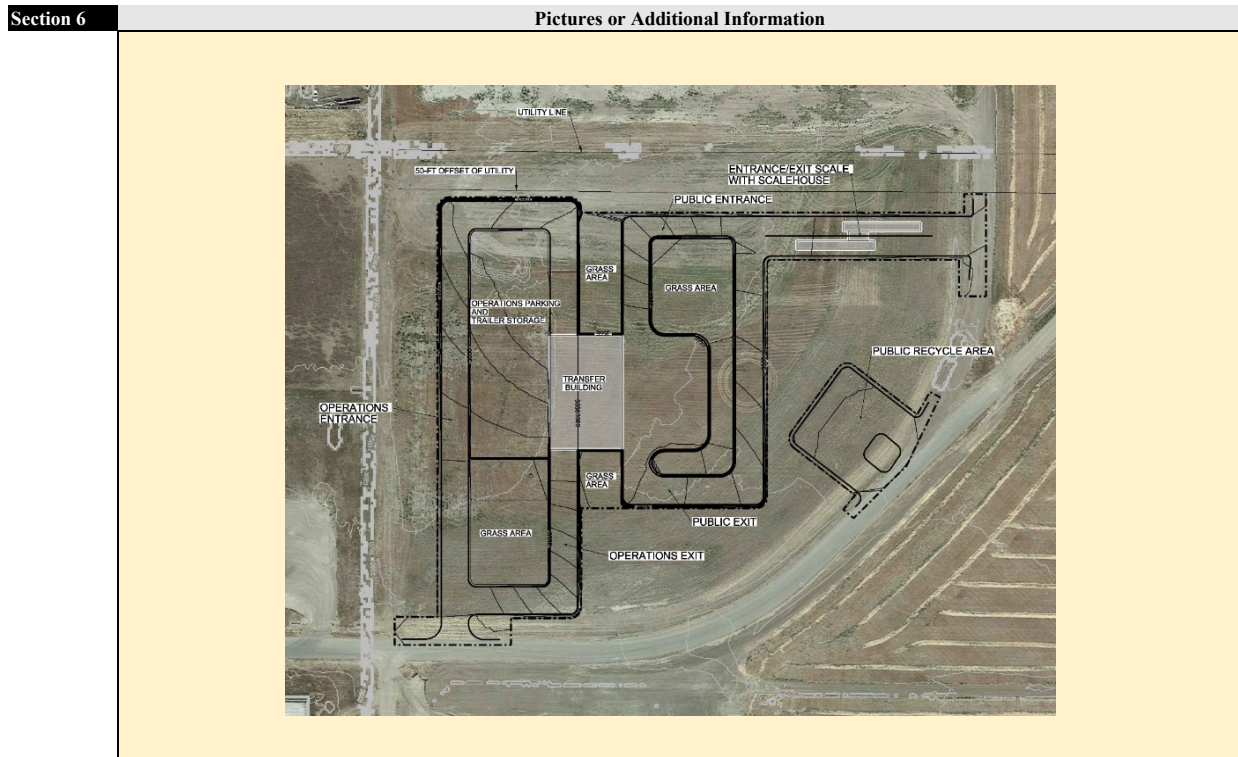 Section 6
Pictures or Additional Information
UTILITY LINE
50-FT OFFSET OF UTILITY
ENTRANCE/EXIT SCALE
WITH SCALEHOUSE
PUBLIC ENTRANCE
GRASS
AREA
GRASS AREA
OPERATIONS PARKING
AND
TRAILER STORAGE
PUBLIC RECYCLE AREA
TRANSFER
BUILDING
OPERATIONS
ENTRANCE
GRASS
AREA
PUBLIC EXIT
GRASS AREA
OPERATIONS EXIT